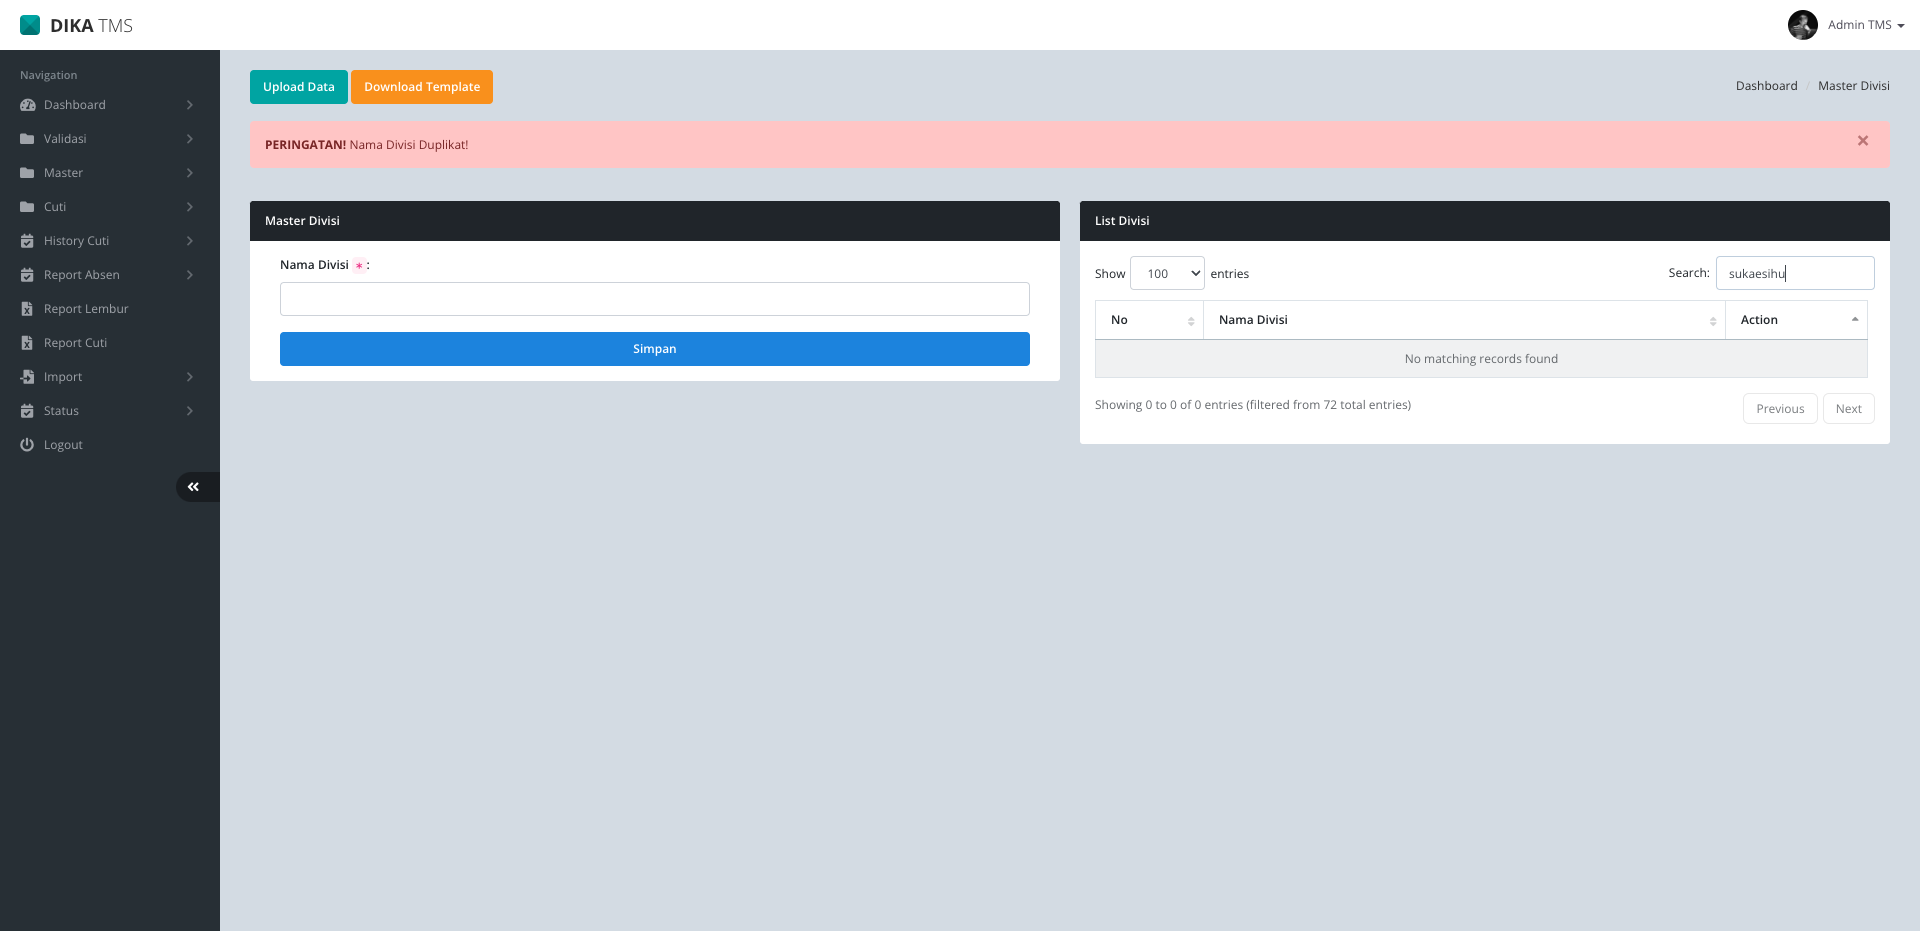 DIKA TMS
Admin TMS
Navigation
Dashboard
Validasi
Master
Cuti
History Cuti
Report Absen
Report Lembur
Report Cuti
Import
Status
Logout
Upload Data
Download Template
Dashboard / Master Divisi
PERINGATAN! Nama Divisi Duplikat!
×
Master Divisi
Nama Divisi * :
Simpan
List Divisi
Show 100 entries
Search: sukaesihu
No Nama Divisi Action
No matching records found
Showing 0 to 0 of 0 entries (filtered from 72 total entries)
Previous Next